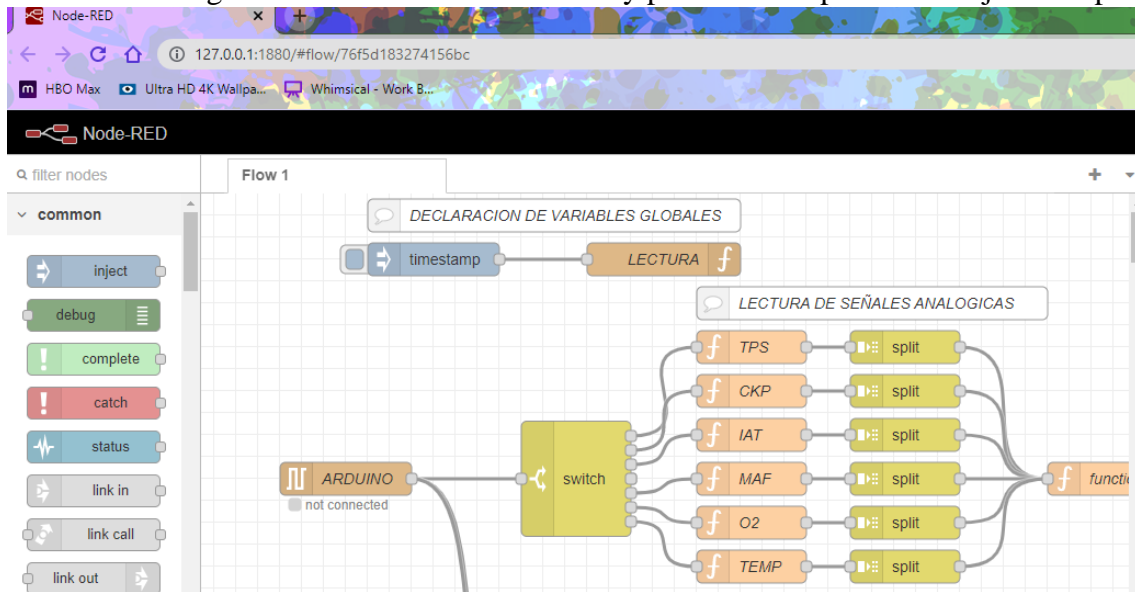 Node-RED
127.0.0.1:1880/#flow/76f5d183274156bc
HBO Max Ultra HD 4K Wallpa... Whimsical - Work B...
Node-RED
filter nodes
Flow 1
common
DECLARACION DE VARIABLES GLOBALES
inject
timestamp
LECTURA
debug
LECTURA DE SEÑALES ANALOGICAS
complete
TPS split
catch
CKP split
status
IAT split
link in
ARDUINO
switch
MAF split
functi
not connected
link call
O2 split
link out
TEMP split